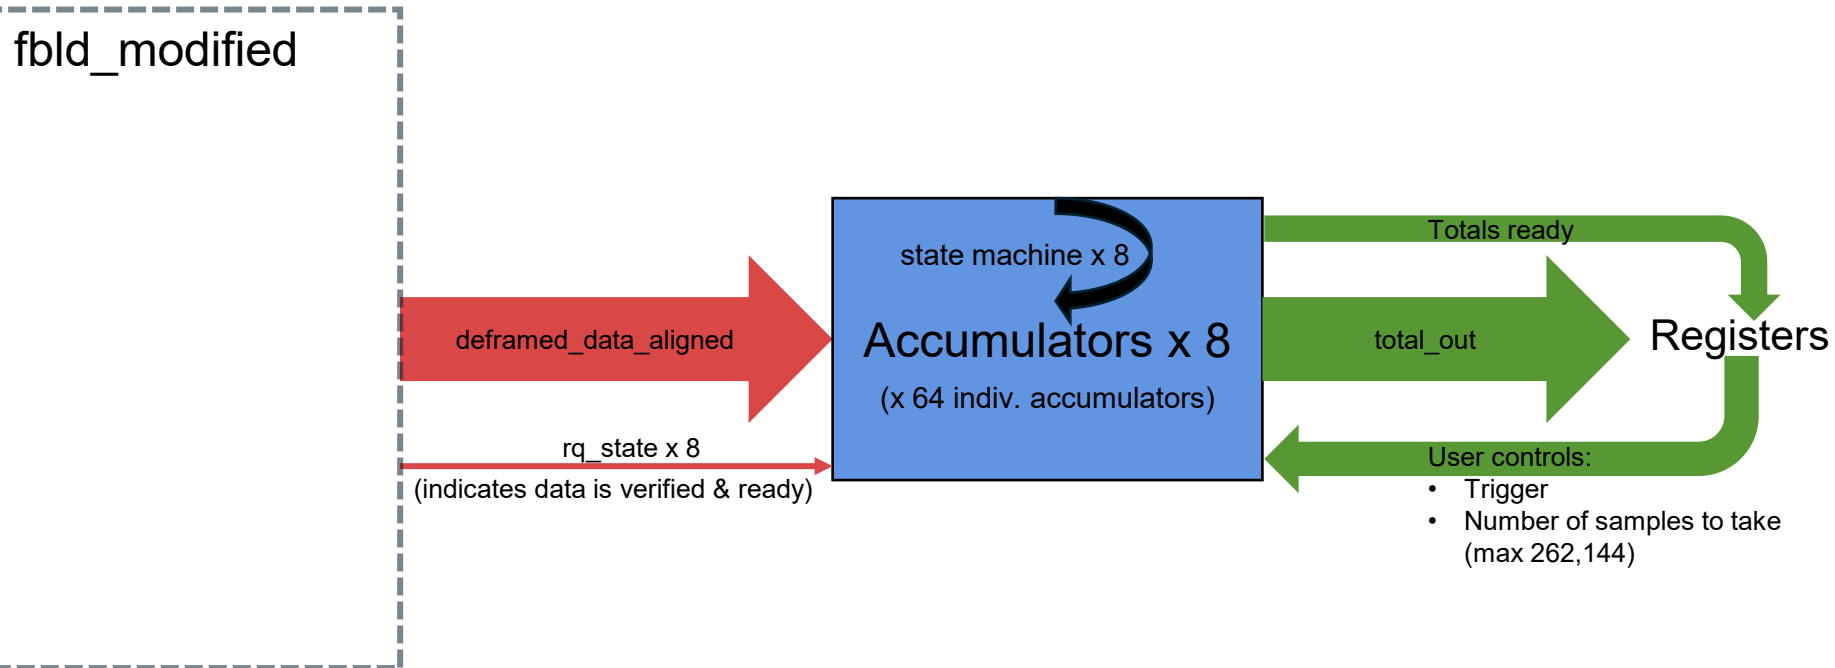 fbld_modified
Totals ready
state machine x 8
deframed_data_aligned
Accumulators x 8
total_out
Registers
(x 64 indiv. accumulators)
rq_state x 8
(indicates data is verified & ready)
User controls:
• Trigger
• Number of samples to take
(max 262,144)